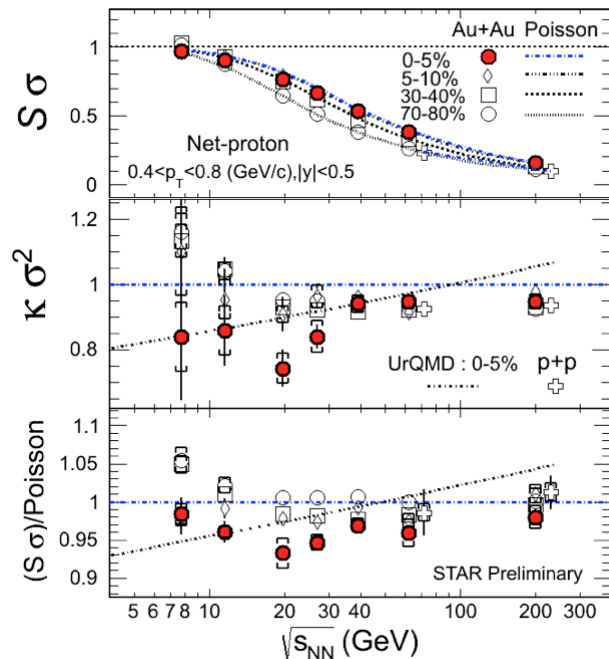 Au+Au Poisson
0-5%
5-10%
30-40%
70-80%
Net-proton
0.4<p_T<0.8 (GeV/c),|y|<0.5
S σ
1
0.5
0
κ σ²
1.2
1
0.8
UrQMD : 0-5% p+p
(S σ)/Poisson
1.1
1.05
1
0.95
0.9
STAR Preliminary
5 6 7 8 10 20 30 40 100 200 300
√s_NN (GeV)